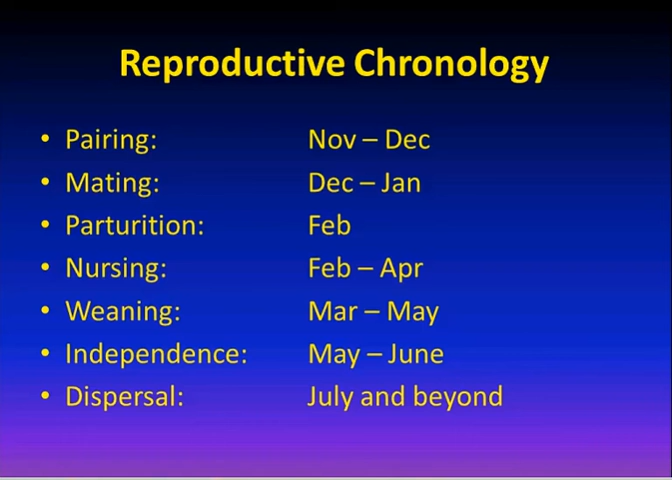 Reproductive Chronology
• Pairing: Nov – Dec
• Mating: Dec – Jan
• Parturition: Feb
• Nursing: Feb – Apr
• Weaning: Mar – May
• Independence: May – June
• Dispersal: July and beyond